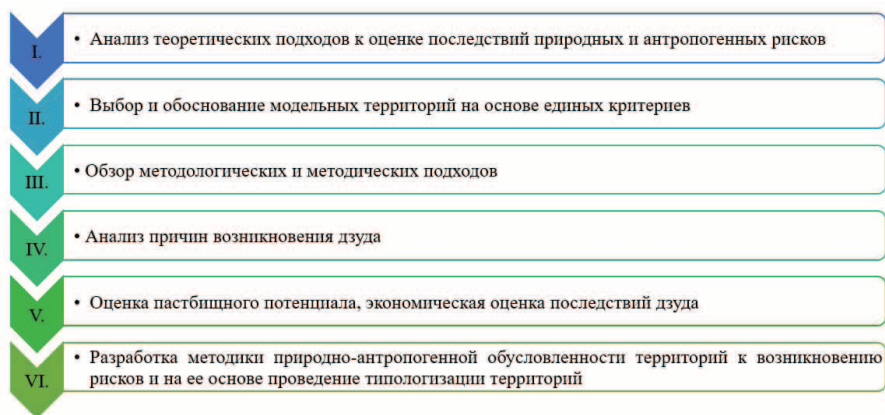 I.
• Анализ теоретических подходов к оценке последствий природных и антропогенных рисков
II.
• Выбор и обоснование модельных территорий на основе единых критериев
III.
• Обзор методологических и методических подходов
IV.
• Анализ причин возникновения дзуда
V.
• Оценка пастбищного потенциала, экономическая оценка последствий дзуда
VI.
• Разработка методики природно-антропогенной обусловленности территорий к возникновению
рисков и на ее основе проведение типологизации территорий